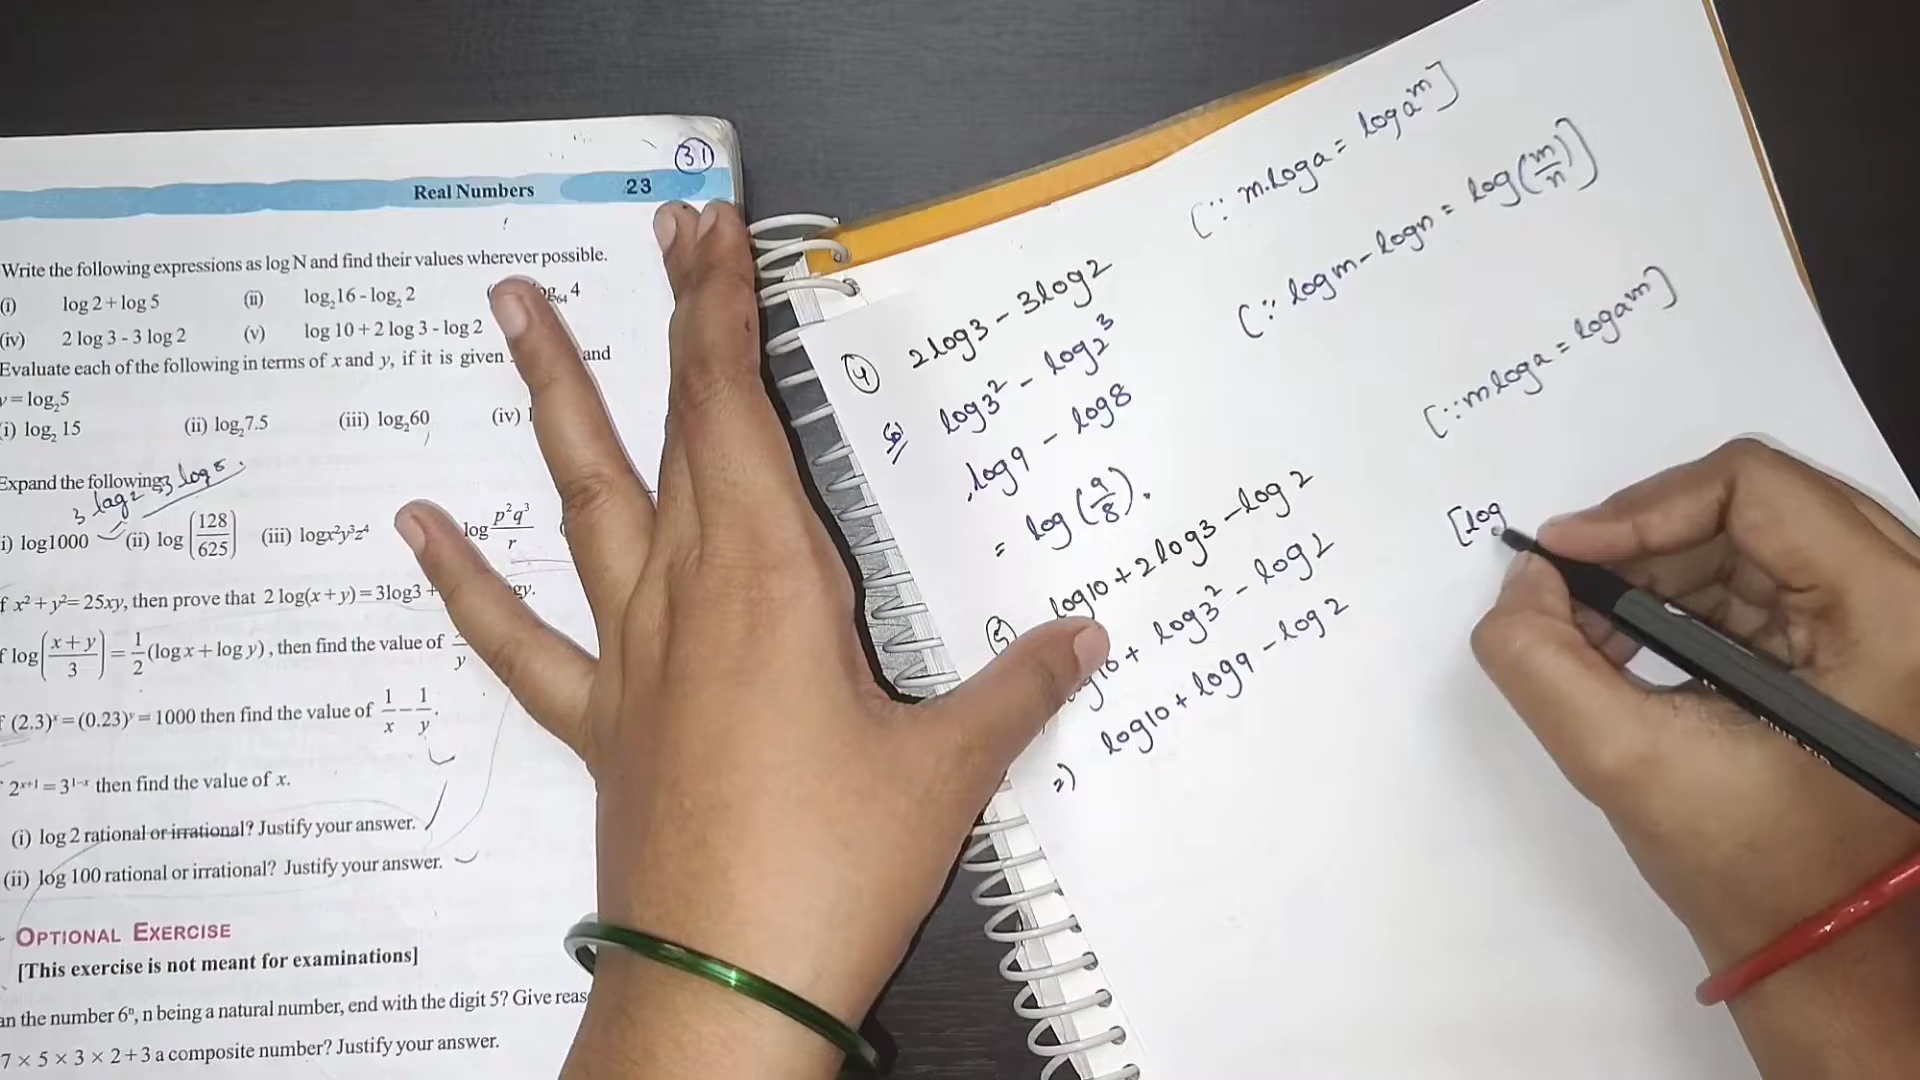 31
Real Numbers 23
Write the following expressions as log N and find their values wherever possible.
(i) log 2 + log 5 (ii) log₂16 - log₂ 2 og₆₄ 4
(iv) 2 log 3 - 3 log 2 (v) log 10 + 2 log 3 - log 2
Evaluate each of the following in terms of x and y, if it is given and
y = log₂5
(i) log₂ 15 (ii) log₂7.5 (iii) log₂60 (iv)
Expand the following
3 log2 3 log5
i) log1000 (ii) log (128/625) (iii) logx²y³z⁴ log p²q³/r
f x² + y² = 25xy, then prove that 2 log(x + y) = 3log3 + gy.
f log((x+y)/3) = 1/2 (log x + log y), then find the value of /y
(2.3)ˣ = (0.23)ʸ = 1000 then find the value of 1/x - 1/y.
2ˣ⁺¹ = 3¹⁻ˣ then find the value of x.
(i) log 2 rational or irrational? Justify your answer.
(ii) log 100 rational or irrational? Justify your answer.
OPTIONAL EXERCISE
[This exercise is not meant for examinations]
an the number 6ⁿ, n being a natural number, end with the digit 5? Give reas
7 × 5 × 3 × 2 + 3 a composite number? Justify your answer.
4 2log3 - 3log2
Sol log3² - log2³ [∵ m.loga = logaᵐ]
log9 - log8
= log(9/8). [∵ logm - logn = log(m/n)]
5 log10 + 2log3 - log2
log10 + log3² - log2 [∵ mloga = logaᵐ]
=) log10 + log9 - log2 [log